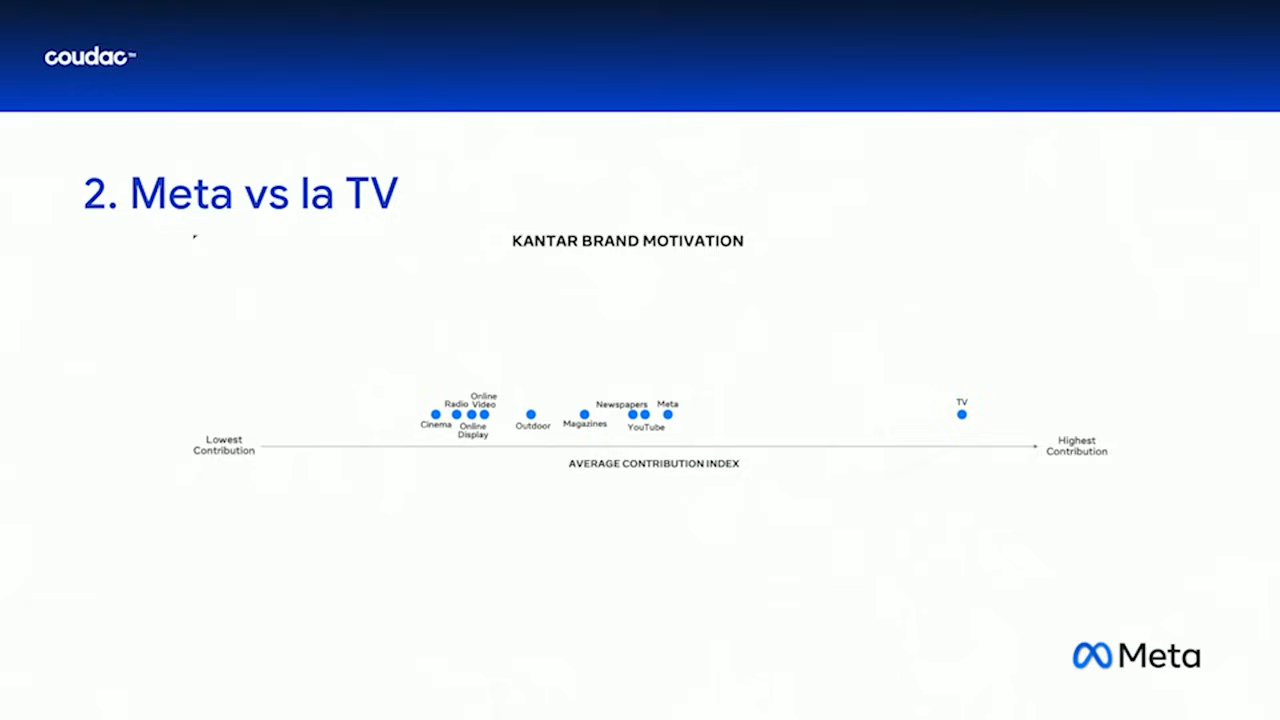 coudac™
2. Meta vs la TV
KANTAR BRAND MOTIVATION
Online
Video
Radio
Newspapers
Meta
TV
Cinema
Online
Display
Outdoor
Magazines
YouTube
Lowest
Contribution
Highest
Contribution
AVERAGE CONTRIBUTION INDEX
Meta